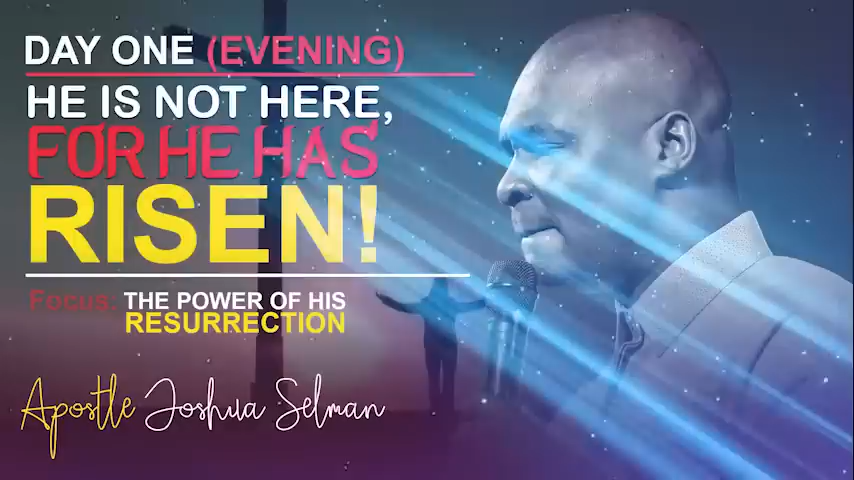 DAY ONE (EVENING)
HE IS NOT HERE,
FOR HE HAS
RISEN!
Focus: THE POWER OF HIS
RESURRECTION
Apostle Joshua Selman